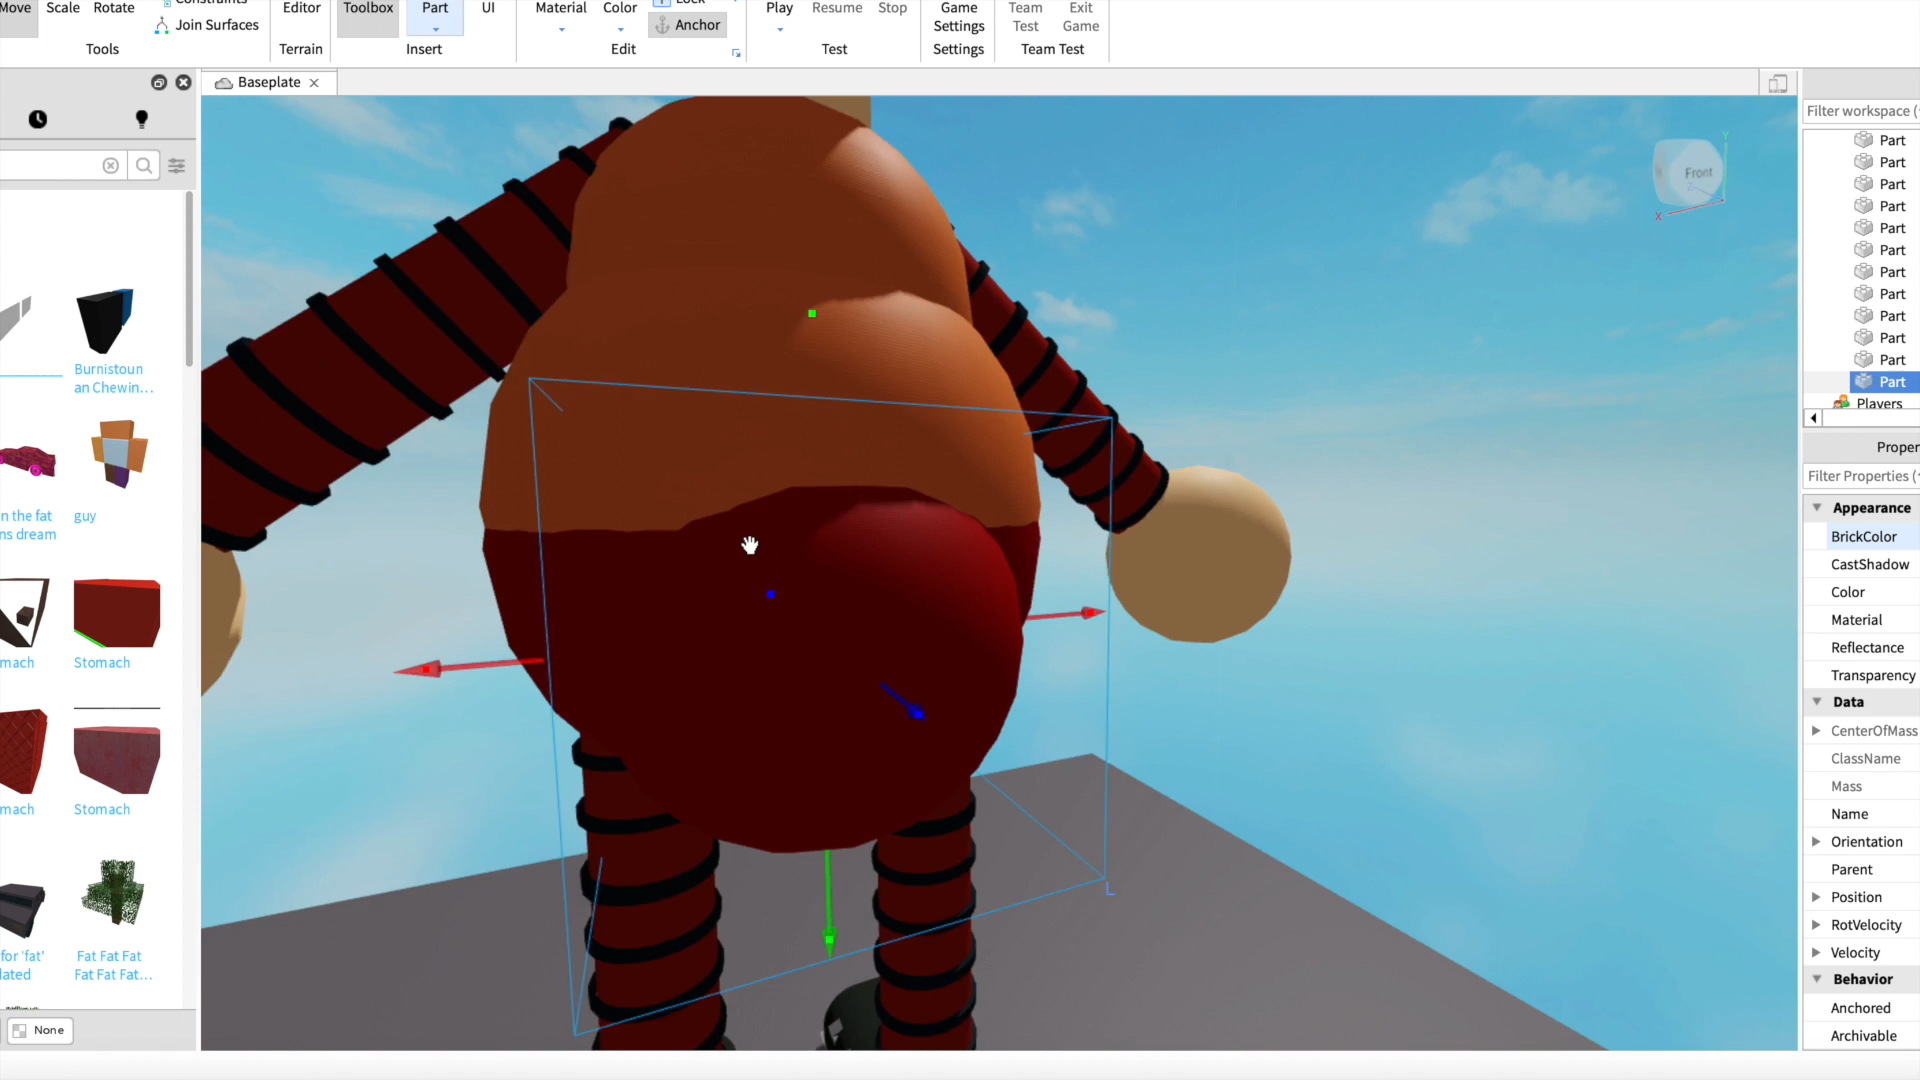 Move Scale Rotate
Constraints
Join Surfaces
Tools
Editor
Terrain
Toolbox Part UI
Insert
Material Color
Lock
Anchor
Edit
Play Resume Stop
Test
Game
Settings
Settings
Team
Test
Exit
Game
Team Test
Baseplate
Burnistoun
an Chewin...
n the fat
ns dream
guy
mach
Stomach
mach
Stomach
for 'fat'
lated
Fat Fat Fat
Fat Fat Fat...
None
Front
Y
Z
X
L
Filter workspace (
Part
Part
Part
Part
Part
Part
Part
Part
Part
Part
Part
Part
Players
Proper
Filter Properties (
Appearance
BrickColor
CastShadow
Color
Material
Reflectance
Transparency
Data
CenterOfMass
ClassName
Mass
Name
Orientation
Parent
Position
RotVelocity
Velocity
Behavior
Anchored
Archivable